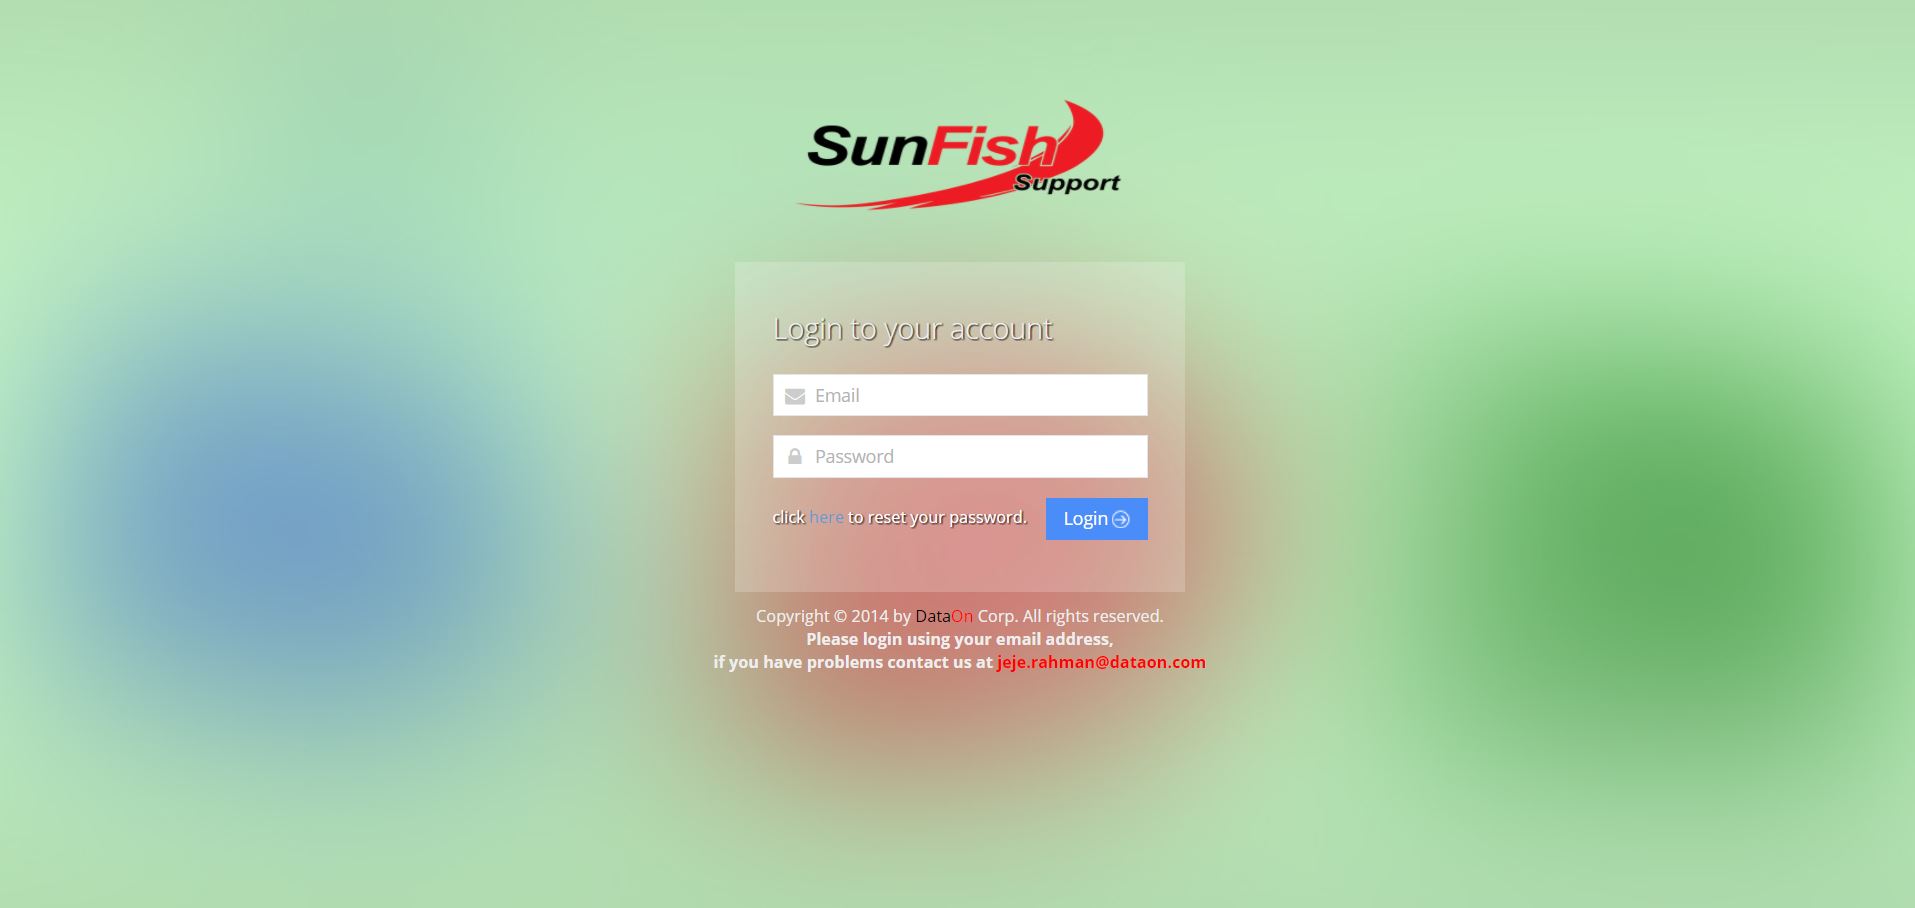 SunFish
Support
Login to your account
Email
Password
click here to reset your password.
Login
Copyright © 2014 by DataOn Corp. All rights reserved.
Please login using your email address,
if you have problems contact us at jeje.rahman@dataon.com